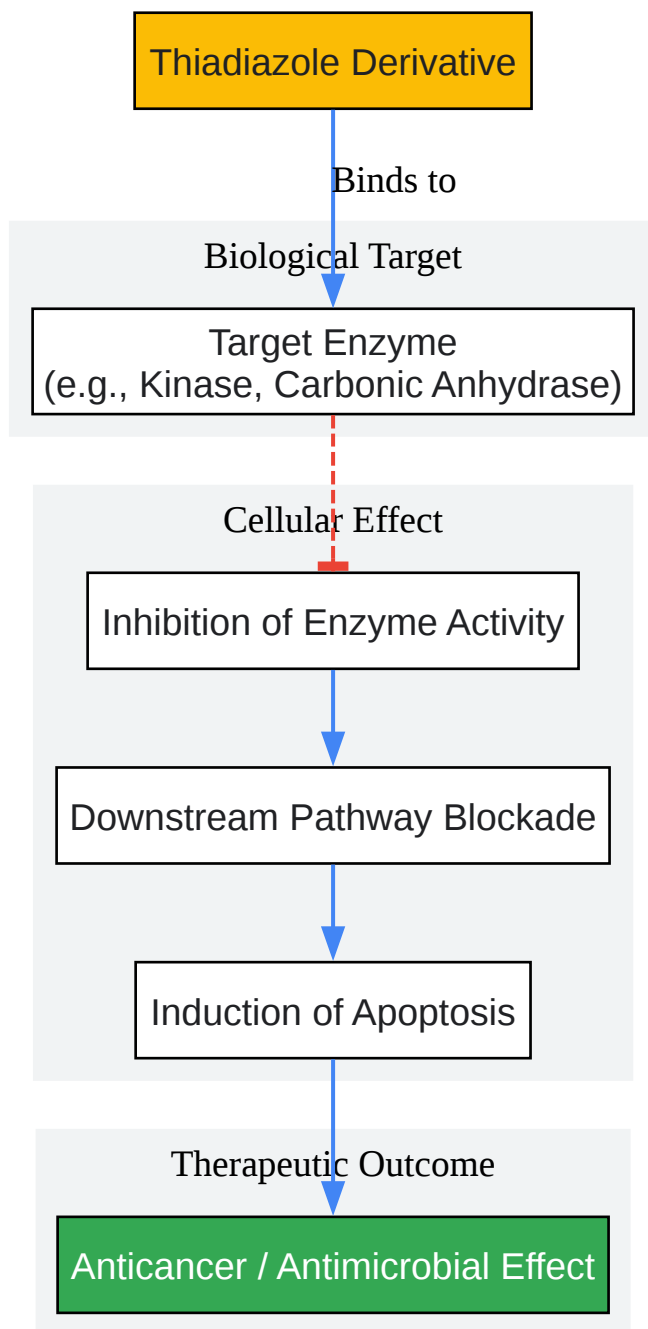 Thiadiazole Derivative
Binds to
Biological Target
Target Enzyme
(e.g., Kinase, Carbonic Anhydrase)
Cellular Effect
Inhibition of Enzyme Activity
Downstream Pathway Blockade
Induction of Apoptosis
Therapeutic Outcome
Anticancer / Antimicrobial Effect